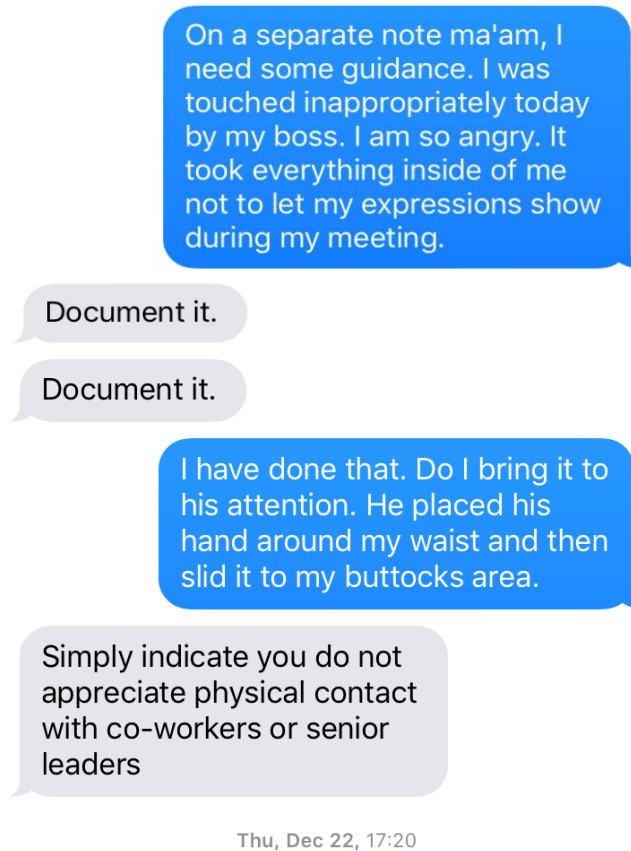 On a separate note ma'am, I
need some guidance. I was
touched inappropriately today
by my boss. I am so angry. It
took everything inside of me
not to let my expressions show
during my meeting.
Document it.
Document it.
I have done that. Do I bring it to
his attention. He placed his
hand around my waist and then
slid it to my buttocks area.
Simply indicate you do not
appreciate physical contact
with co-workers or senior
leaders
Thu, Dec 22, 17:20